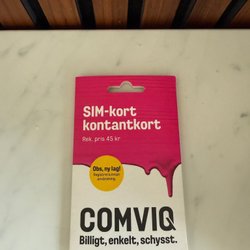 SIM-kort
kontantkort
Rek. pris 45 kr
Obs, ny lag!
COMVIQ
Billigt, enkelt, schysst.